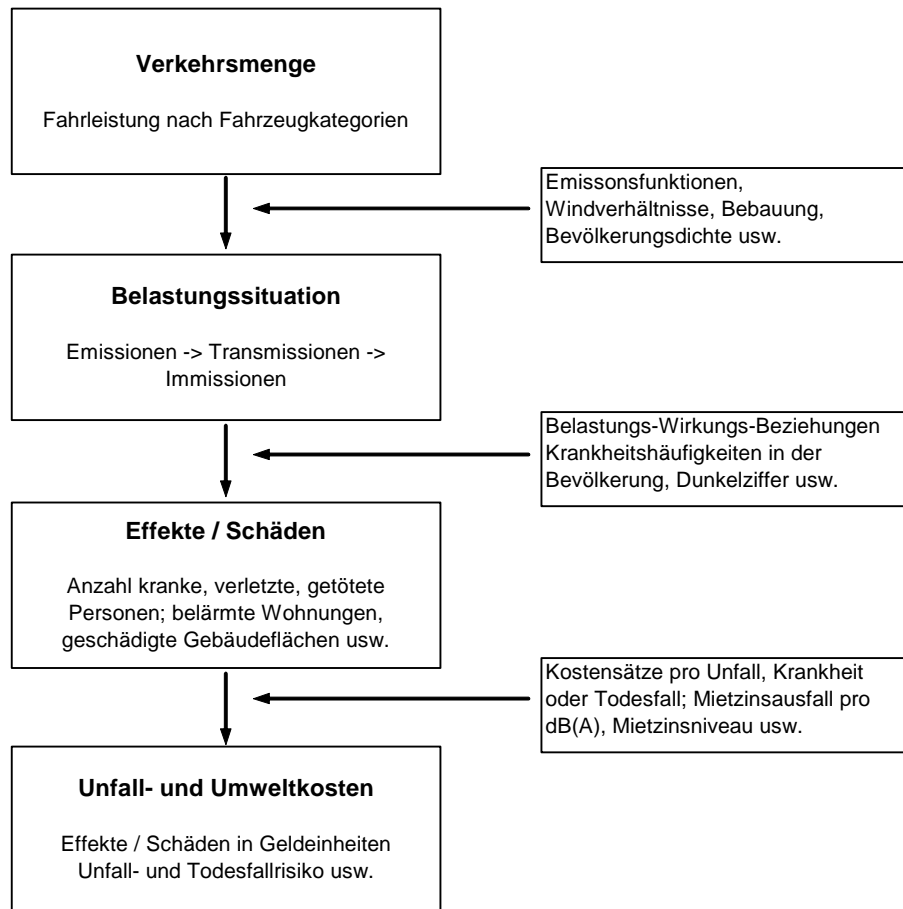 Verkehrsmenge
Fahrleistung nach Fahrzeugkategorien
Emissonsfunktionen,
Windverhältnisse, Bebauung,
Bevölkerungsdichte usw.
Belastungssituation
Emissionen -> Transmissionen ->
Immissionen
Belastungs-Wirkungs-Beziehungen
Krankheitshäufigkeiten in der
Bevölkerung, Dunkelziffer usw.
Effekte / Schäden
Anzahl kranke, verletzte, getötete
Personen; belärmte Wohnungen,
geschädigte Gebäudeflächen usw.
Kostensätze pro Unfall, Krankheit
oder Todesfall; Mietzinsausfall pro
dB(A), Mietzinsniveau usw.
Unfall- und Umweltkosten
Effekte / Schäden in Geldeinheiten
Unfall- und Todesfallrisiko usw.